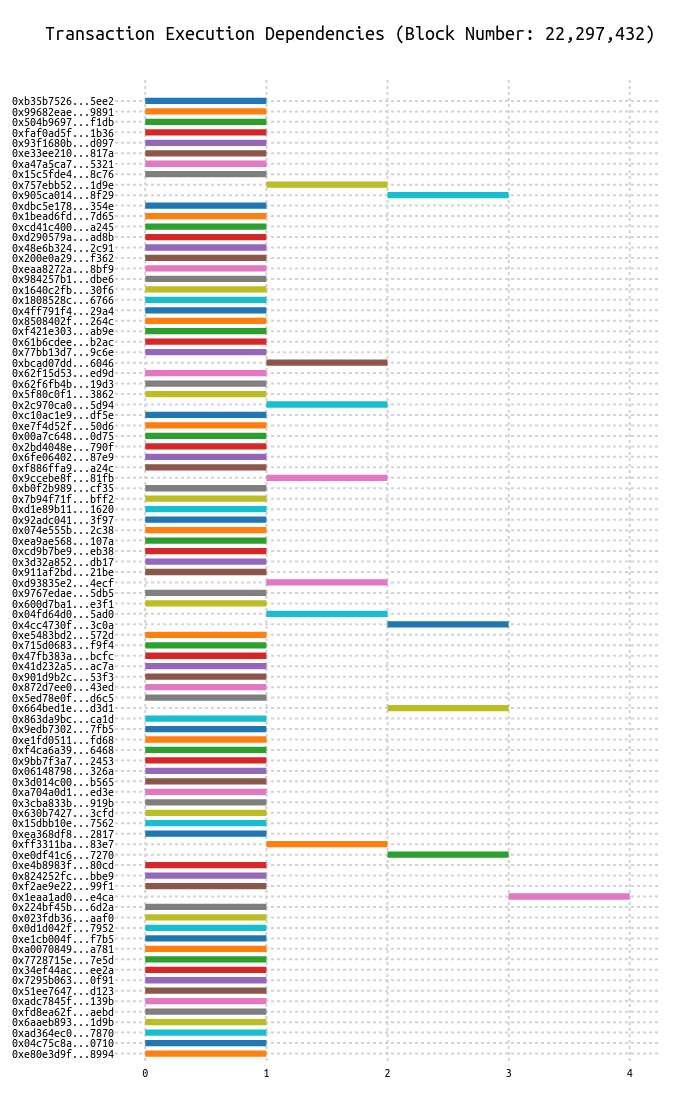 Transaction Execution Dependencies (Block Number: 22,297,432)
0xb35b7526...5ee2
0x99682eae...9891
0x504b9697...f1db
0xfaf0ad5f...1b36
0x93f1680b...d097
0xe33ee210...817a
0xa47a5ca7...5321
0x15c5fde4...8c76
0x757ebb52...1d9e
0x905ca014...8f29
0xdbc5e178...354e
0x1bead6fd...7d65
0xcd41c400...a245
0xd290579a...ad8b
0x48e6b324...2c91
0x200e0a29...f362
0xeaa8272a...8bf9
0x984257b1...dbe6
0x1640c2fb...30f6
0x1808528c...6766
0x4ff791f4...29a4
0x8508402f...264c
0xf421e303...ab9e
0x61b6cdee...b2ac
0x77bb13d7...9c6e
0xbcad07dd...6046
0x62f15d53...ed9d
0x62f6fb4b...19d3
0x5f80c0f1...3862
0x2c970ca0...5d94
0xc10ac1e9...df5e
0xe7f4d52f...50d6
0x00a7c648...0d75
0x2bd4048e...790f
0x6fe06402...87e9
0xf886ffa9...a24c
0x9ccebe8f...81fb
0xb0f2b989...cf35
0x7b94f71f...bff2
0xd1e89b11...1620
0x92adc041...3f97
0x074e555b...2c38
0xea9ae568...107a
0xcd9b7be9...eb38
0x3d32a852...db17
0x911af2bd...21be
0xd93835e2...4ecf
0x9767edae...5db5
0x600d7ba1...e3f1
0x04fd64d0...5ad0
0x4cc4730f...3c0a
0xe5483bd2...572d
0x715d0683...f9f4
0x47fb383a...bcfc
0x41d232a5...ac7a
0x901d9b2c...53f3
0x872d7ee0...43ed
0x5ed78e0f...d6c5
0x664bed1e...d3d1
0x863da9bc...ca1d
0x9edb7302...7fb5
0xe1fd0511...fd68
0xf4ca6a39...6468
0x9bb7f3a7...2453
0x06148798...326a
0x3d014c00...b565
0xa704a0d1...ed3e
0x3cba833b...919b
0x630b7427...3cfd
0x15dbb10e...7562
0xea368df8...2817
0xff3311ba...83e7
0xe0df41c6...7270
0xe4b8983f...80cd
0x824252fc...bbe9
0xf2ae9e22...99f1
0x1eaa1ad0...e4ca
0x224bf45b...6d2a
0x023fdb36...aaf0
0x0d1d042f...7952
0xe1cb004f...f7b5
0xa0070849...a781
0x7728715e...7e5d
0x34ef44ac...ee2a
0x7295b063...0f91
0x51ee7647...d123
0xadc7845f...139b
0xfd8ea62f...aebd
0x6aaeb893...1d9b
0xad364ec0...7870
0x04c75c8a...0710
0xe80e3d9f...8994
0 1 2 3 4